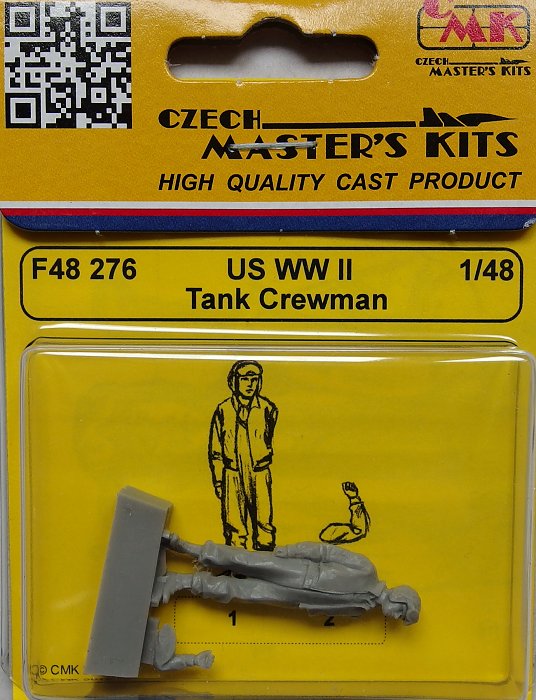 CMK
CZECH
MASTER'S KITS
CZECH
MASTER'S KITS
HIGH QUALITY CAST PRODUCT
F48 276
US WW II
1/48
Tank Crewman
1
2
© CMK